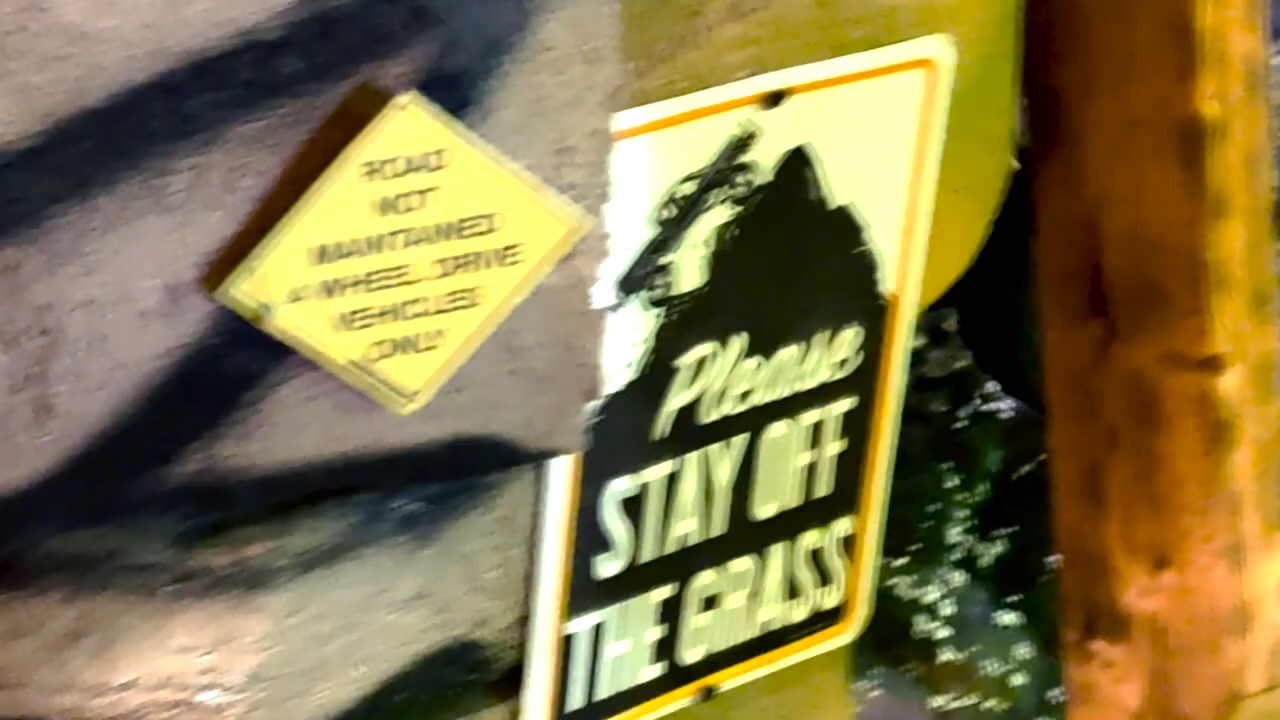 ROAD
NOT
MAINTAINED
4 WHEEL DRIVE
VEHICLES
ONLY
Please
STAY OFF
THE GRASS